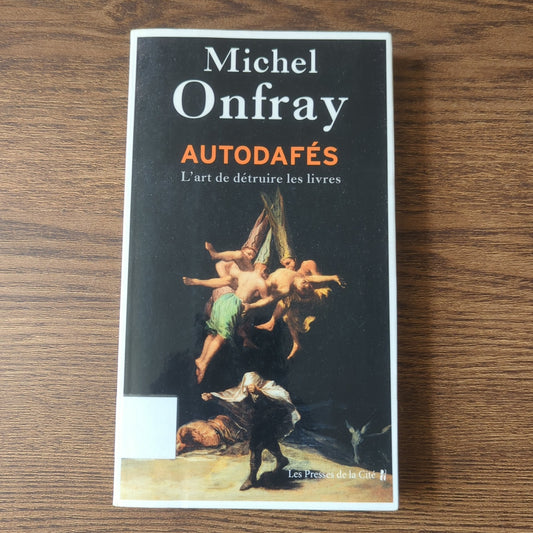 Michel
Onfray
AUTODAFÉS
L'art de détruire les livres
Les Presses de la Cité